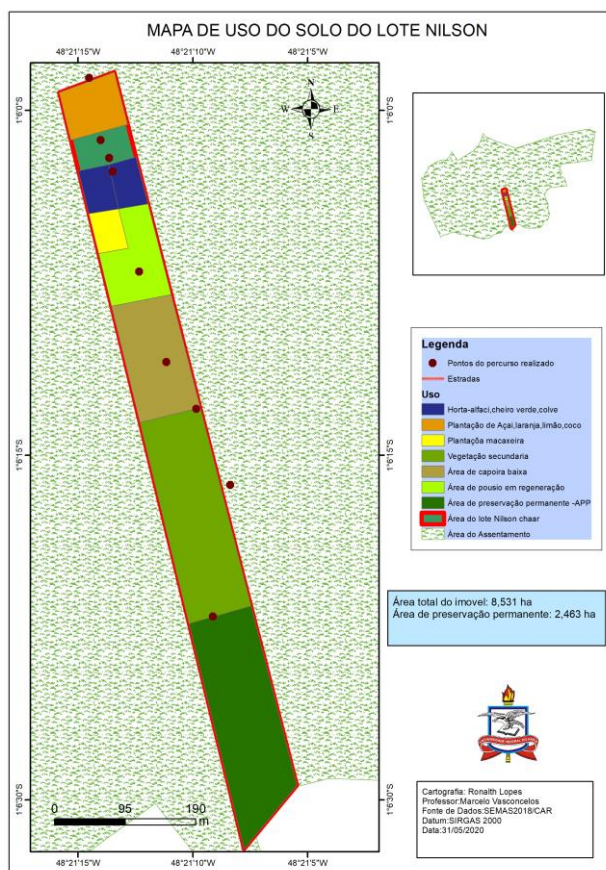 MAPA DE USO DO SOLO DO LOTE NILSON
48°21'15"W 48°21'10"W 48°21'5"W
1°6'0"S 1°6'0"S
N
W E
S
Legenda
Pontos do percurso realizado
Estradas
Uso
Horta-alfaci,cheiro verde,colve
Plantação de Açai,laranja,limão,coco
Plantaçõa macaxeira
Vegetação secundaria
Área de capoira baixa
Área de pousio em regeneração
Área de preservação permanente -APP
Área do lote Nilson chaar
Área do Assentamento
1°6'15"S 1°6'15"S
Área total do imovel: 8,531 ha
Área de preservação permanente: 2,463 ha
Cartografia: Ronalth Lopes
Professor:Marcelo Vasconcelos
Fonte de Dados:SEMAS2018/CAR
Datum:SIRGAS 2000
Data:31/05/2020
1°6'30"S 1°6'30"S
0 95 190
m
48°21'15"W 48°21'10"W 48°21'5"W